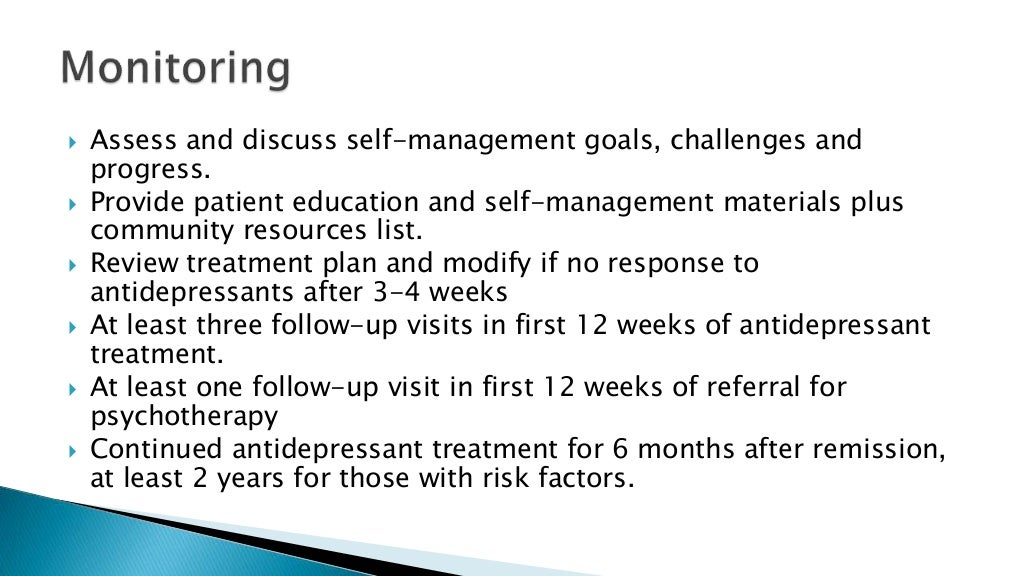 Monitoring
Assess and discuss self-management goals, challenges and
progress.
Provide patient education and self-management materials plus
community resources list.
Review treatment plan and modify if no response to
antidepressants after 3-4 weeks
At least three follow-up visits in first 12 weeks of antidepressant
treatment.
At least one follow-up visit in first 12 weeks of referral for
psychotherapy
Continued antidepressant treatment for 6 months after remission,
at least 2 years for those with risk factors.